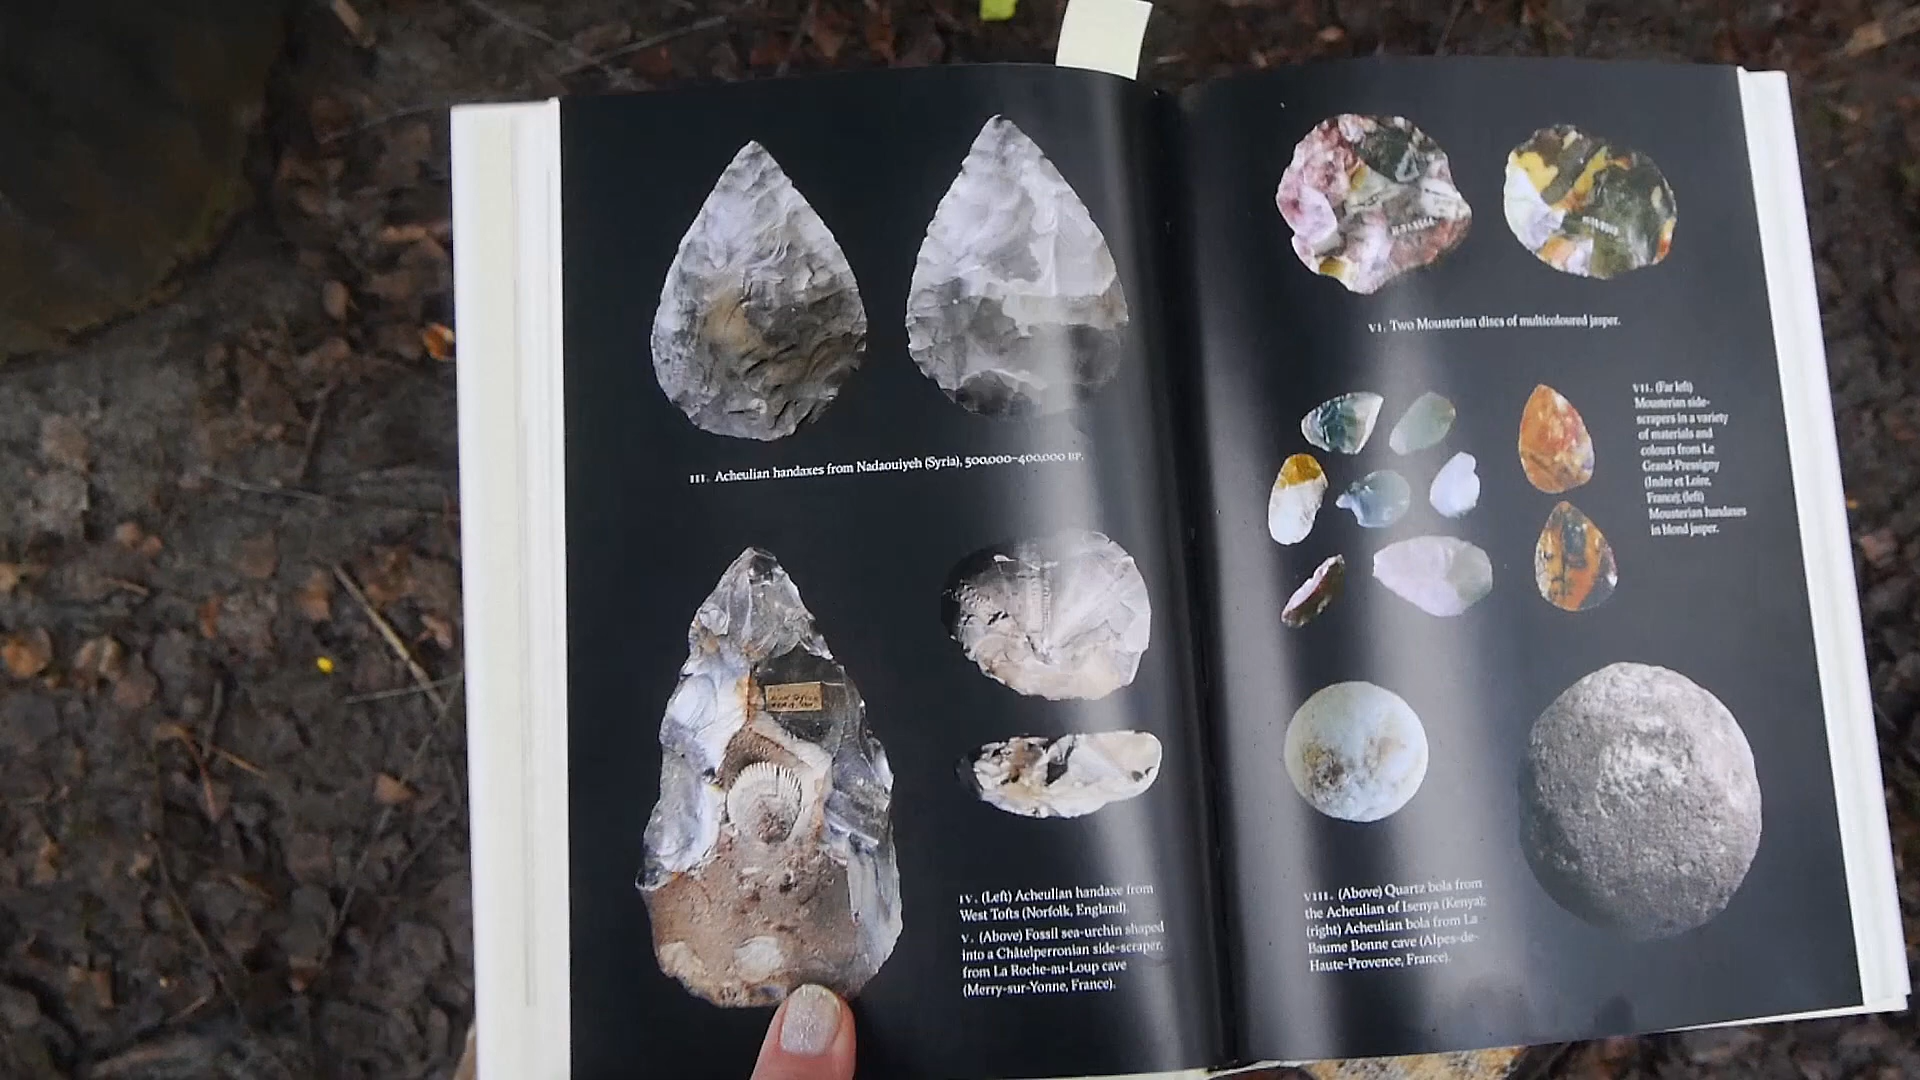 III. Acheulian handaxes from Nadaouiyeh (Syria), 500,000–400,000 BP.
IV. (Left) Acheulian handaxe from
West Tofts (Norfolk, England).
V. (Above) Fossil sea-urchin shaped
into a Châtelperronian side-scraper,
from La Roche-au-Loup cave
(Merry-sur-Yonne, France).
VI. Two Mousterian discs of multicoloured jasper.
VII. (Far left)
Mousterian side-
scrapers in a variety
of materials and
colours from Le
Grand-Pressigny
(Indre et Loire,
France); (left)
Mousterian handaxes
in blond jasper.
VIII. (Above) Quartz bola from
the Acheulian of Isenya (Kenya);
(right) Acheulian bola from La
Baume Bonne cave (Alpes-de-
Haute-Provence, France).